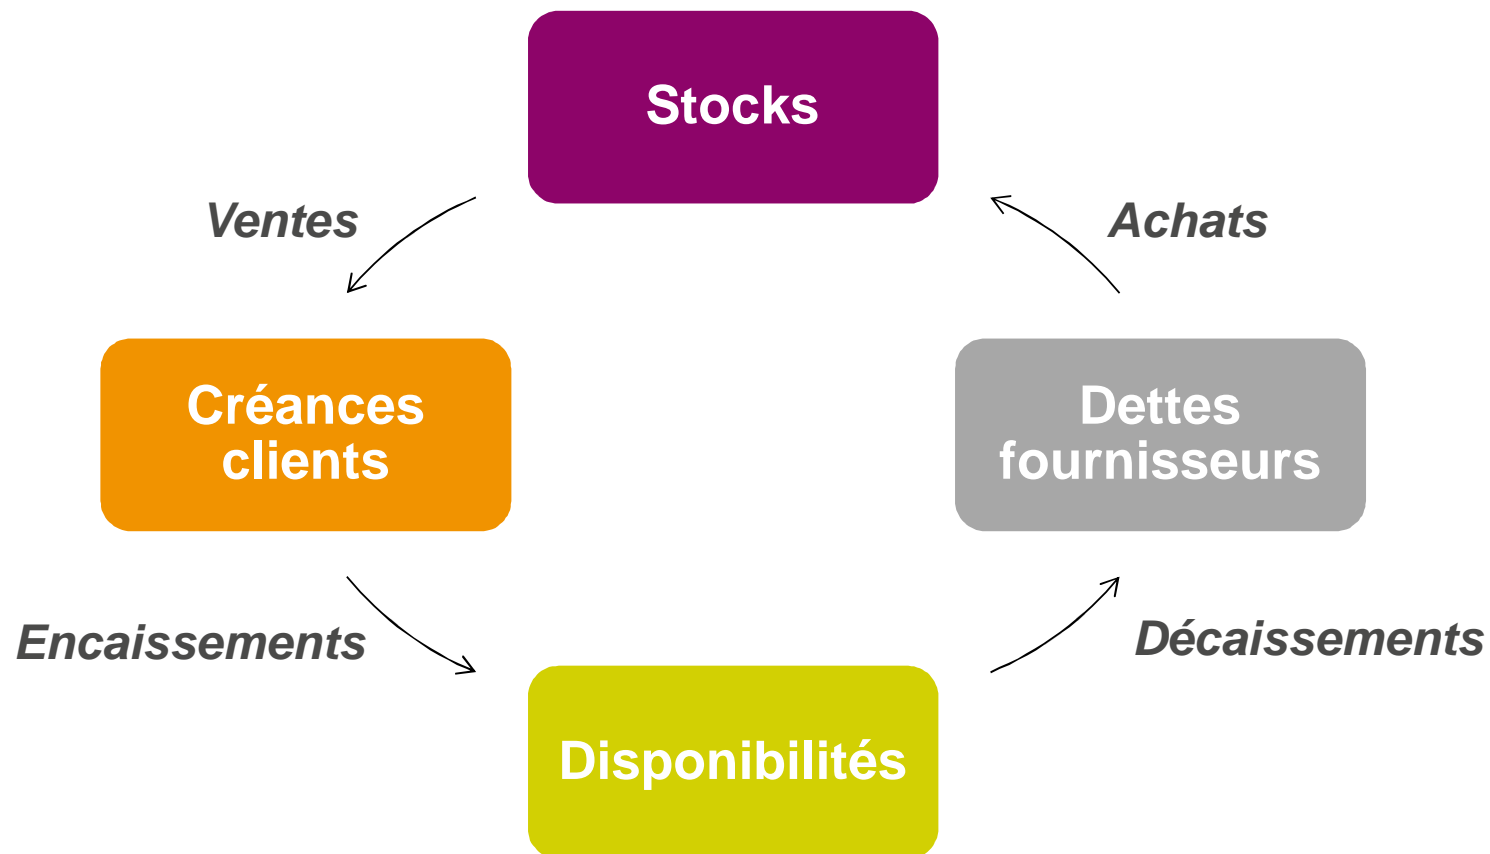 Stocks
Ventes
Achats
Créances
clients
Dettes
fournisseurs
Encaissements
Décaissements
Disponibilités